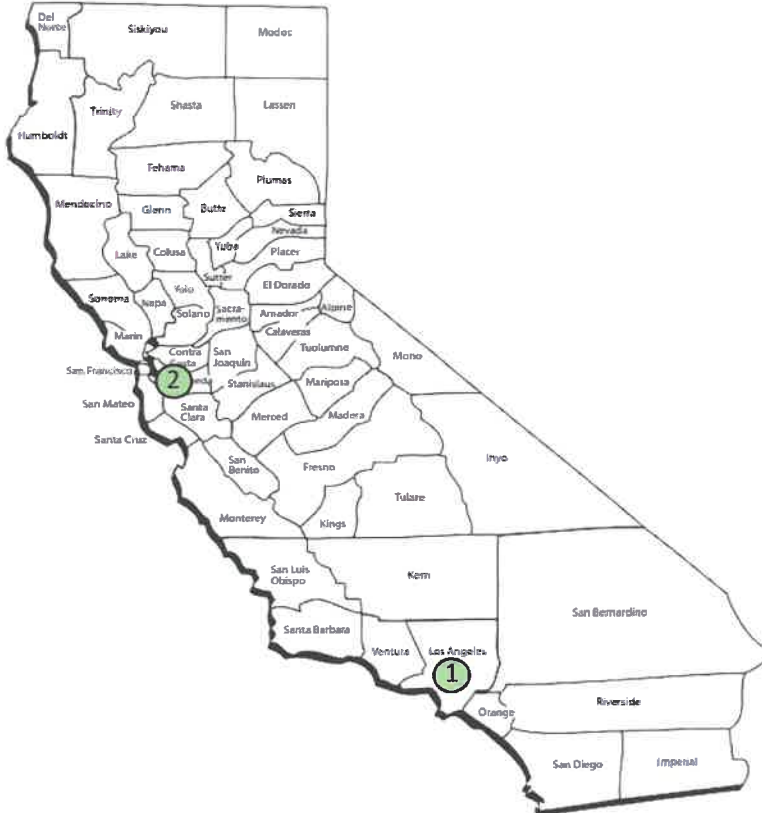 Del
Norte
Siskiyou
Modoc
Trinity
Shasta
Lassen
Humboldt
Tehama
Plumas
Mendocino
Glenn
Butte
Sierra
Nevada
Lake
Colusa
Yuba
Placer
Sutter
El Dorado
Sonoma
Napa
Yolo
Solano
Sacra-
mento
Amador
Alpine
Marin
Calaveras
Contra
Costa
San
Joaquin
Tuolumne
Mono
San Francisco
2
Stanislaus
Mariposa
San Mateo
Santa
Clara
Merced
Madera
Santa Cruz
San
Benito
Fresno
Inyo
Tulare
Monterey
Kings
San Luis
Obispo
Kern
San Bernardino
Santa Barbara
Ventura
Los Angeles
1
Orange
Riverside
San Diego
Imperial